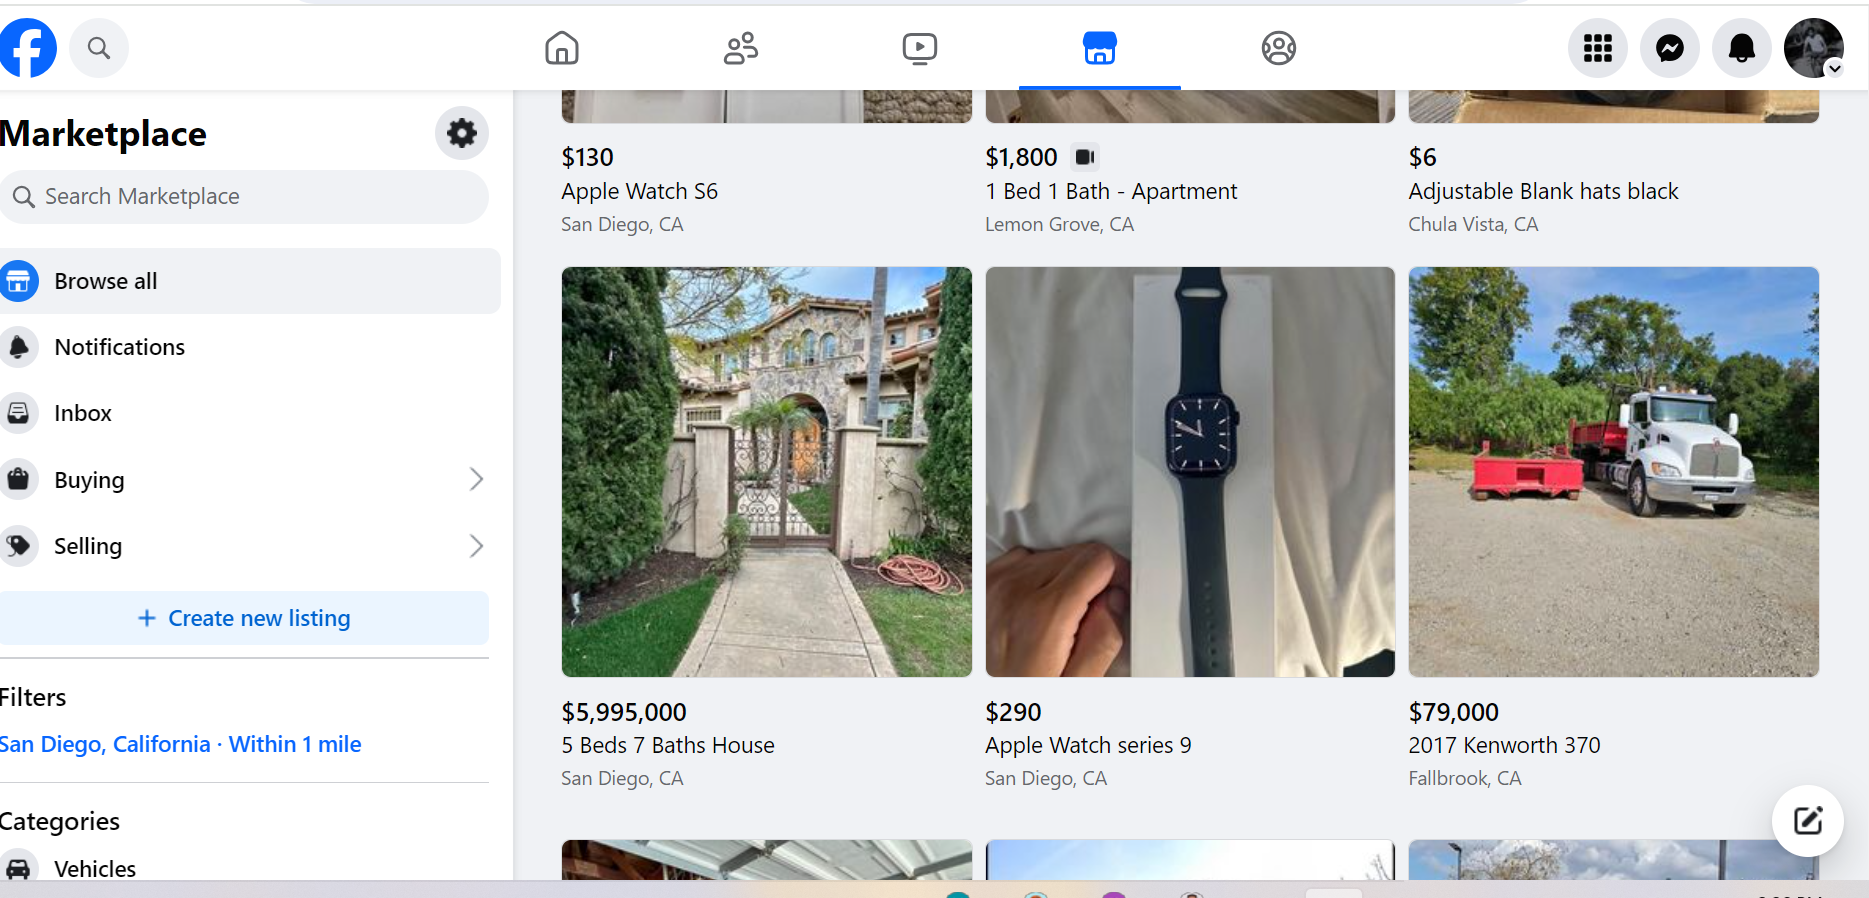 Marketplace
Search Marketplace
Browse all
Notifications
Inbox
Buying
Selling
+ Create new listing
Filters
San Diego, California · Within 1 mile
Categories
Vehicles
$130
Apple Watch S6
San Diego, CA
$1,800
1 Bed 1 Bath - Apartment
Lemon Grove, CA
$6
Adjustable Blank hats black
Chula Vista, CA
$5,995,000
5 Beds 7 Baths House
San Diego, CA
$290
Apple Watch series 9
San Diego, CA
$79,000
2017 Kenworth 370
Fallbrook, CA